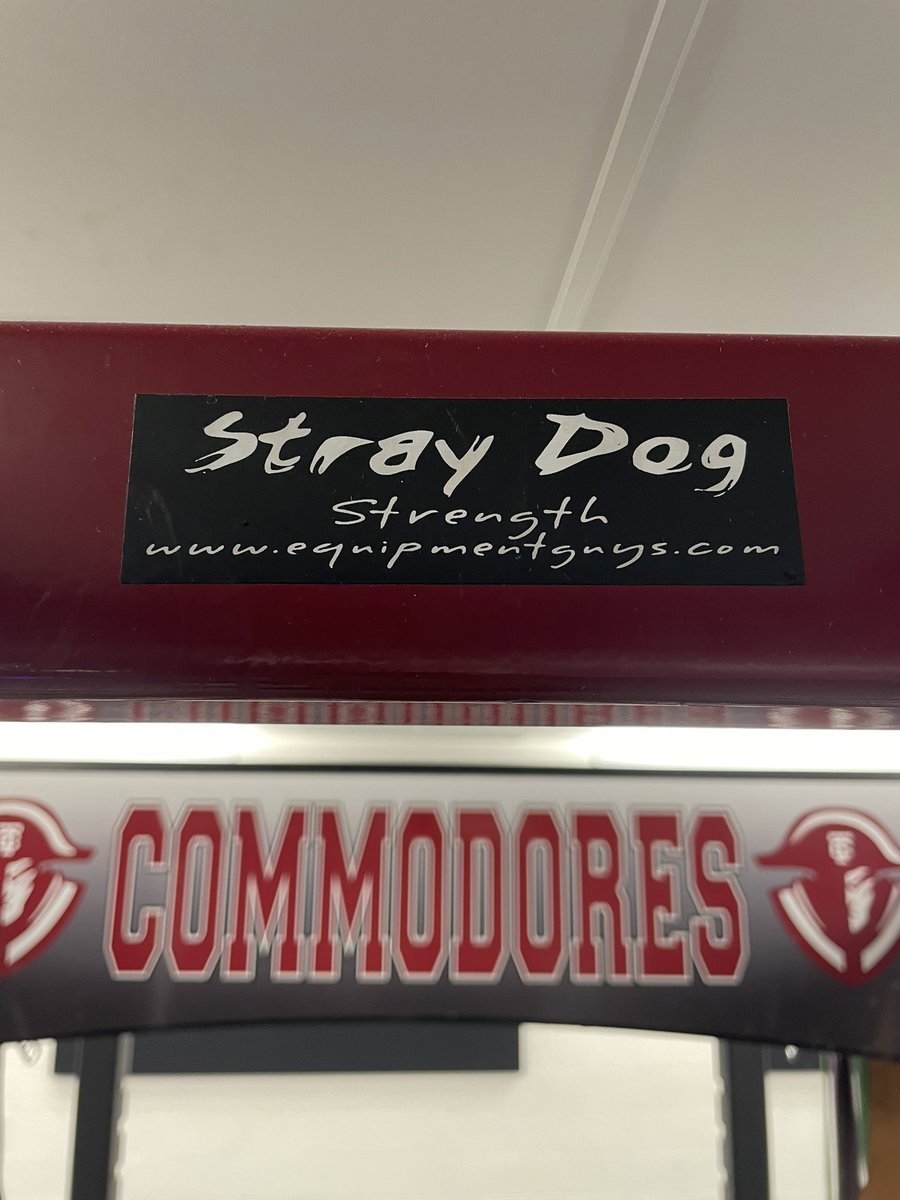 Stray Dog
Strength
www.equipmentguys.com
COMMODORES